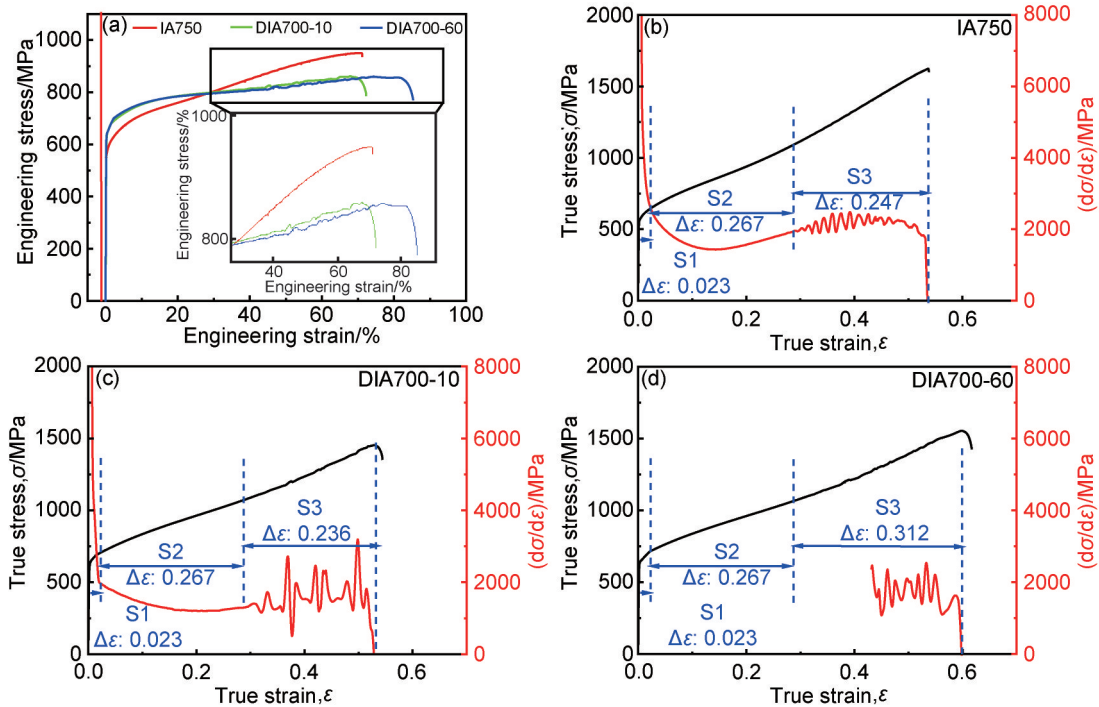 (a)
IA750
DIA700-10
DIA700-60
Engineering stress/MPa
1000
800
600
400
200
0
0
20
40
60
80
100
Engineering strain/%
Engineering stress/%
1000
800
40
60
80
Engineering strain/%
(b)
IA750
True stress,σ/MPa
2000
1500
1000
500
0
0.0
0.2
0.4
0.6
True strain,ε
(dσ/dε)/MPa
8000
6000
4000
2000
0
S1
Δε: 0.023
S2
Δε: 0.267
S3
Δε: 0.247
(c)
DIA700-10
True stress,σ/MPa
2000
1500
1000
500
0
0.0
0.2
0.4
0.6
True strain,ε
(dσ/dε)/MPa
8000
6000
4000
2000
0
S1
Δε: 0.023
S2
Δε: 0.267
S3
Δε: 0.236
(d)
DIA700-60
True stress,σ/MPa
2000
1500
1000
500
0
0.0
0.2
0.4
0.6
True strain,ε
(dσ/dε)/MPa
8000
6000
4000
2000
0
S1
Δε: 0.023
S2
Δε: 0.267
S3
Δε: 0.312